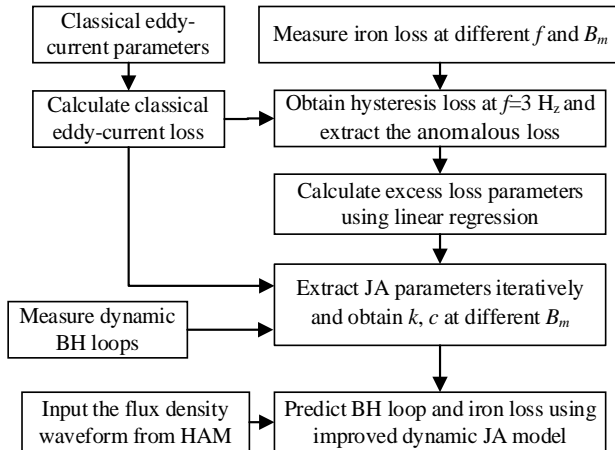 Classical eddy-
current parameters
Measure iron loss at different f and Bm
Calculate classical
eddy-current loss
Obtain hysteresis loss at f=3 Hz and
extract the anomalous loss
Calculate excess loss parameters
using linear regression
Extract JA parameters iteratively
and obtain k, c at different Bm
Measure dynamic
BH loops
Input the flux density
waveform from HAM
Predict BH loop and iron loss using
improved dynamic JA model